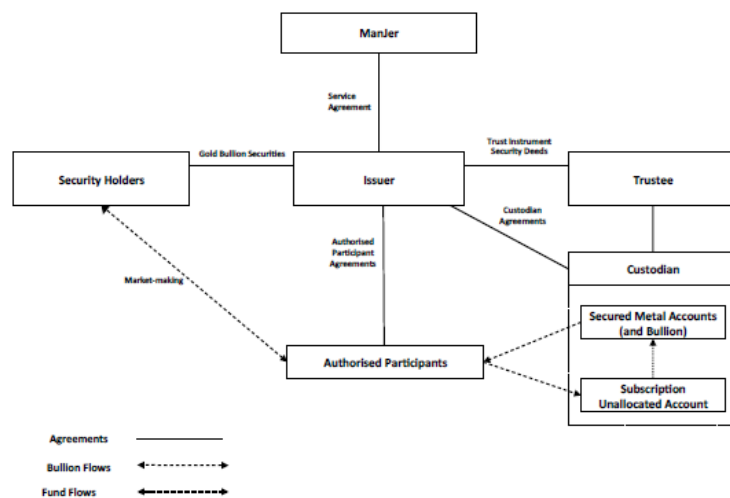 ManJer
Service
Agreement
Gold Bullion Securities
Trust Instrument
Security Deeds
Security Holders
Issuer
Trustee
Custodian
Agreements
Authorised
Participant
Agreements
Custodian
Market-making
Secured Metal Accounts
(and Bullion)
Authorised Participants
Subscription
Unallocated Account
Agreements
Bullion Flows
Fund Flows